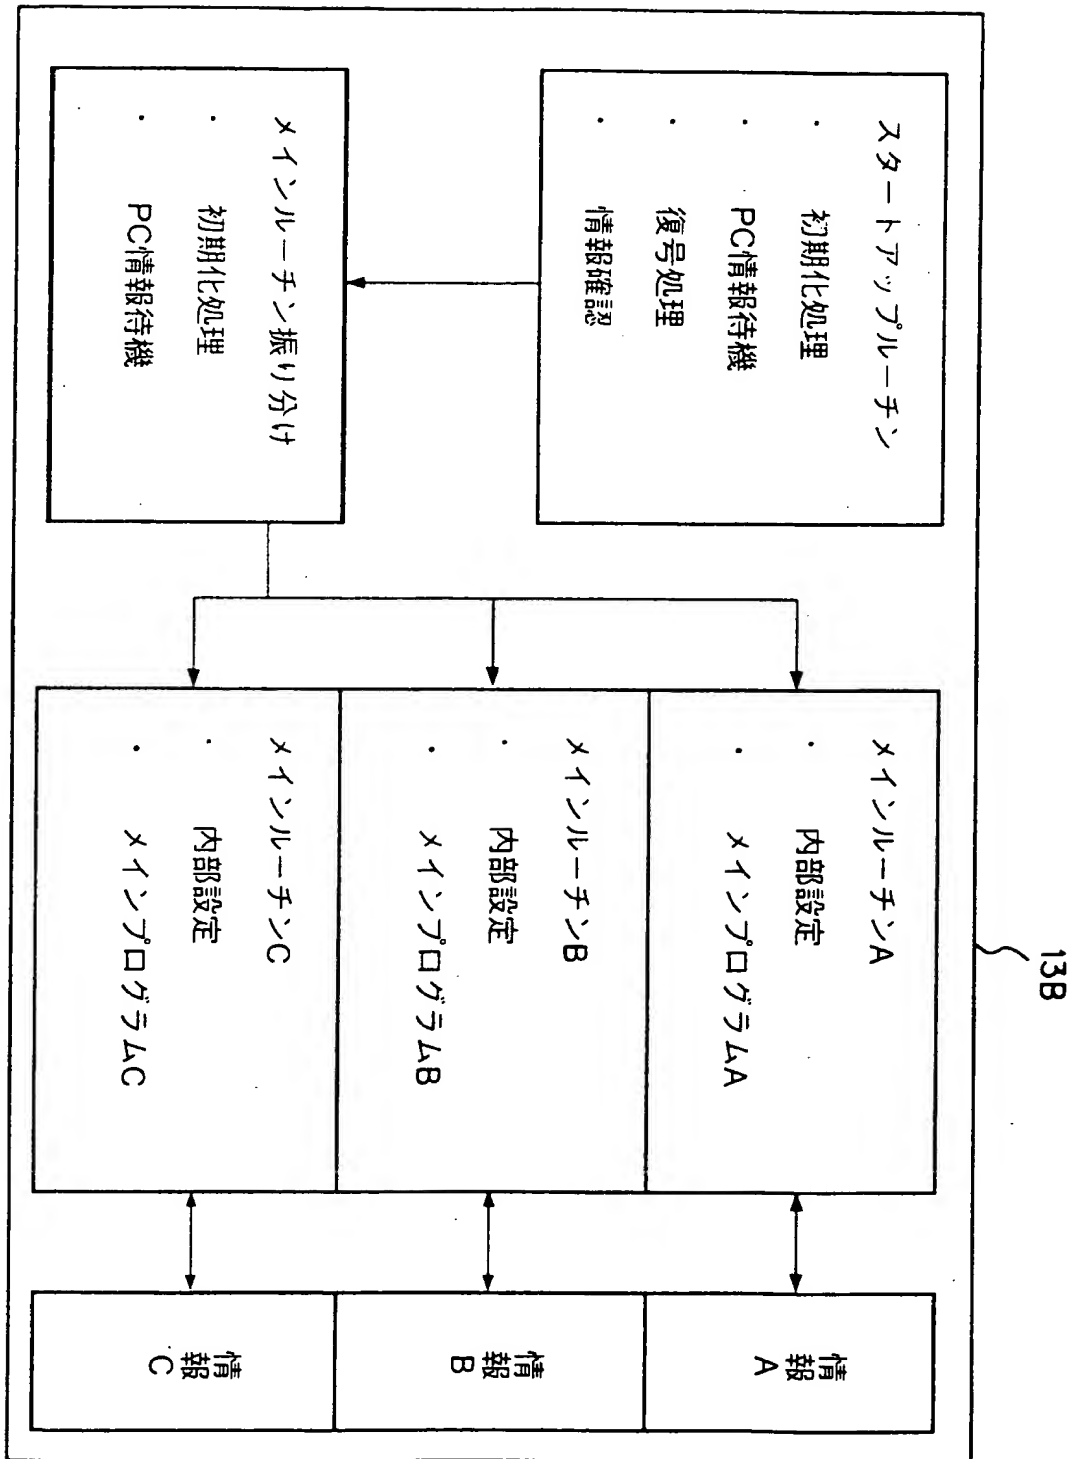 13B
スタートアップルーチン
・ 初期化処理
・ PC情報待機
・ 復号処理
・ 情報確認
メインルーチン振り分け
・ 初期化処理
・ PC情報待機
メインルーチンA
・ 内部設定
・ メインプログラムA
メインルーチンB
・ 内部設定
・ メインプログラムB
メインルーチンC
・ 内部設定
・ メインプログラムC
情報
A
情報
B
情報
C